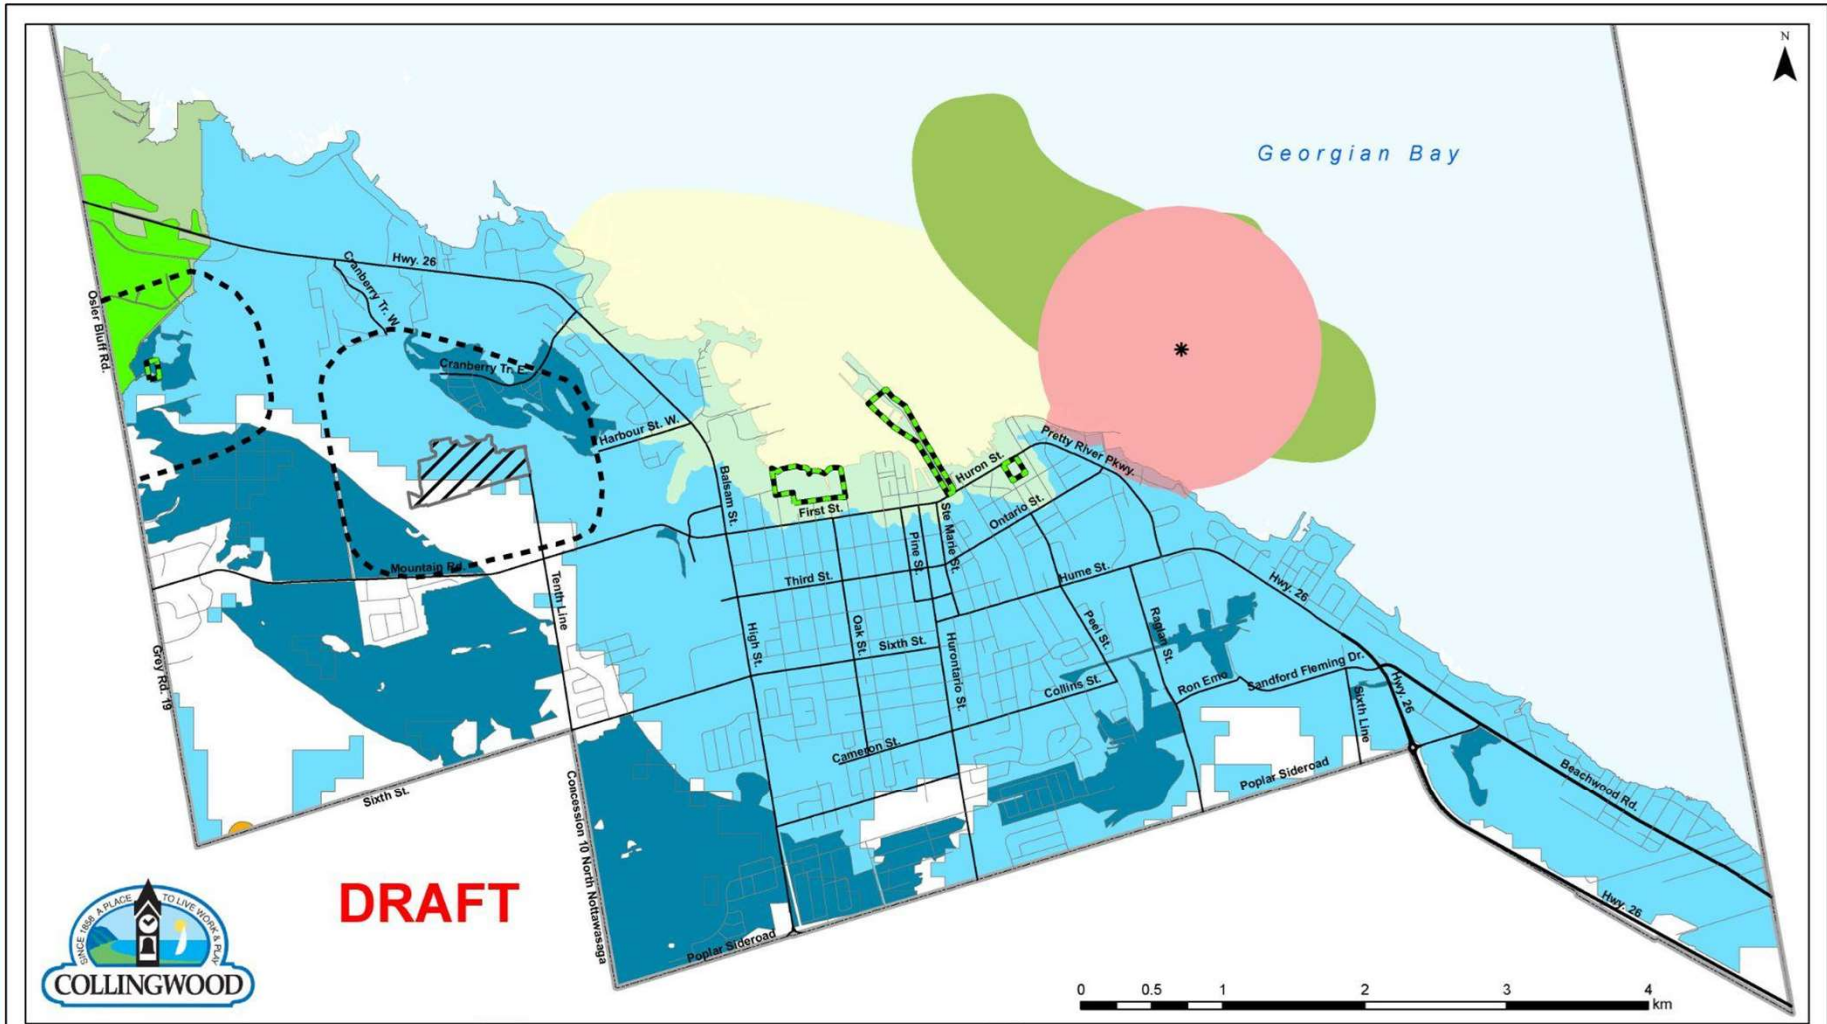 N
Georgian Bay
Hwy. 26
Cranberry Tr. W.
Osler Bluff Rd.
Cranberry Tr. E
Harbour St. W.
Balsam St.
First St.
Huron St.
Pretty River Pkwy.
Ontario St.
Ste Marie St.
Pine St.
Mountain Rd.
Third St.
Hume St.
Hwy. 26
Tenth Line
High St.
Oak St.
Sixth St.
Hurontario St.
Peel St.
Raglan St.
Grey Rd. 19
Collins St.
Ron Emo
Sandford Fleming Dr.
Sixth Line
Hwy. 26
Cameron St.
Poplar Sideroad
Beachwood Rd.
Sixth St.
Concession 10 North Nottawasaga
Hwy. 26
Poplar Sideroad
DRAFT
SINCE 1858 A PLACE TO LIVE WORK & PLAY
COLLINGWOOD
0 0.5 1 2 3 4
km